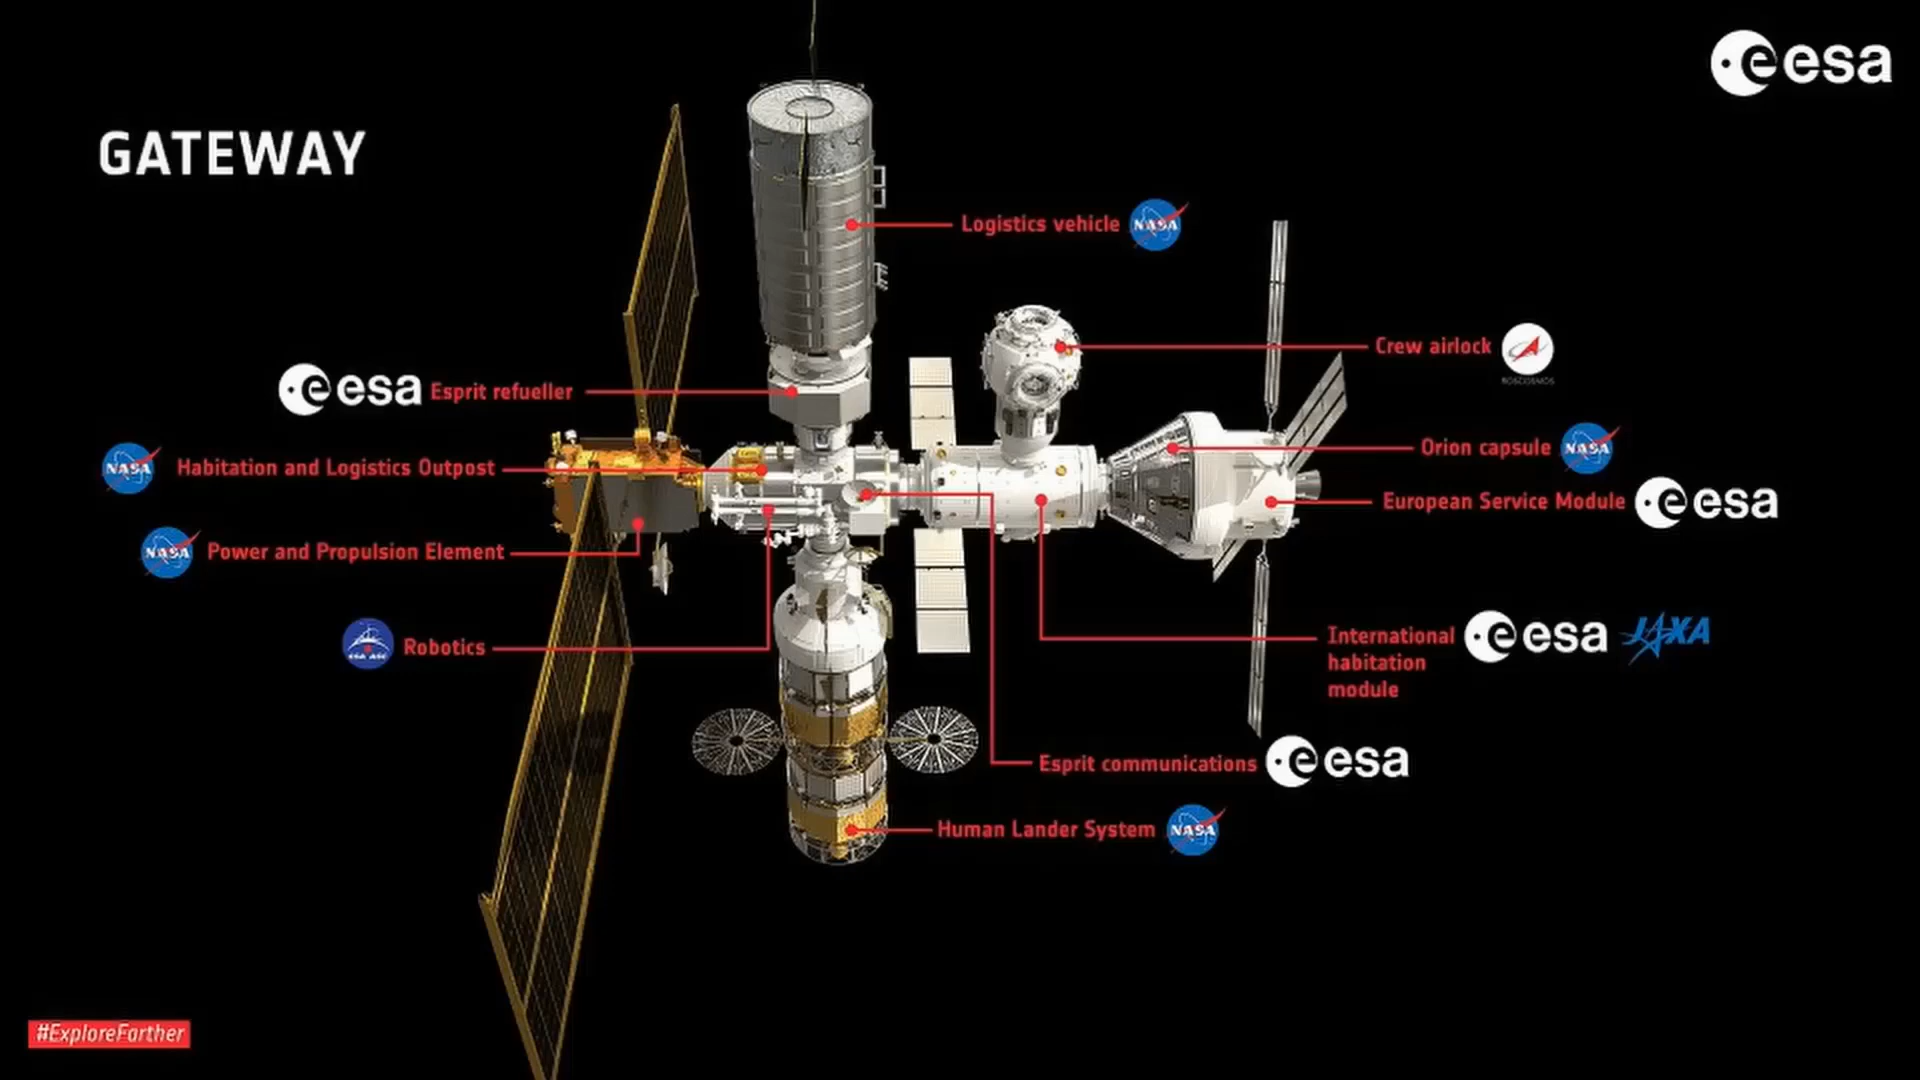 esa
GATEWAY
Logistics vehicle NASA
Crew airlock
ROSCOSMOS
esa Esprit refueller
Orion capsule NASA
NASA Habitation and Logistics Outpost
European Service Module esa
NASA Power and Propulsion Element
Robotics
International esa JAXA
habitation
module
Esprit communications esa
Human Lander System NASA
#ExploreFarther